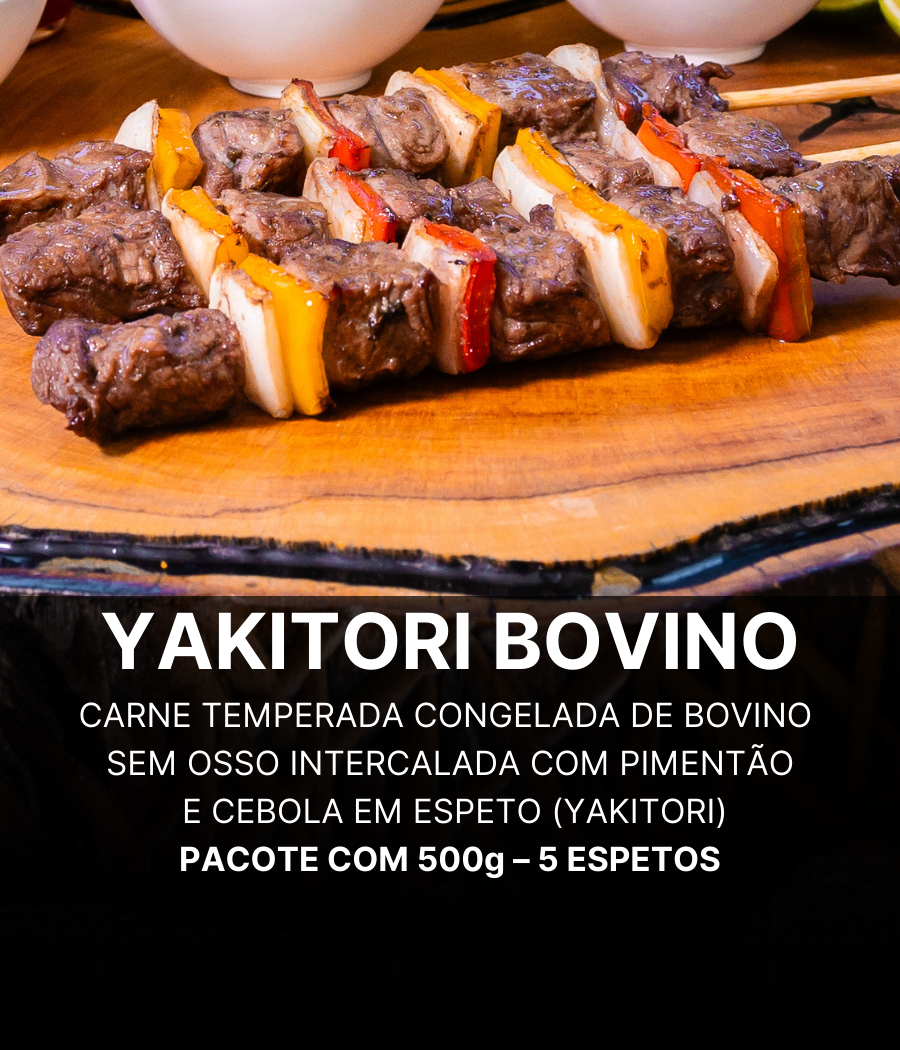 YAKITORI BOVINO
CARNE TEMPERADA CONGELADA DE BOVINO
SEM OSSO INTERCALADA COM PIMENTÃO
E CEBOLA EM ESPETO (YAKITORI)
PACOTE COM 500g – 5 ESPETOS